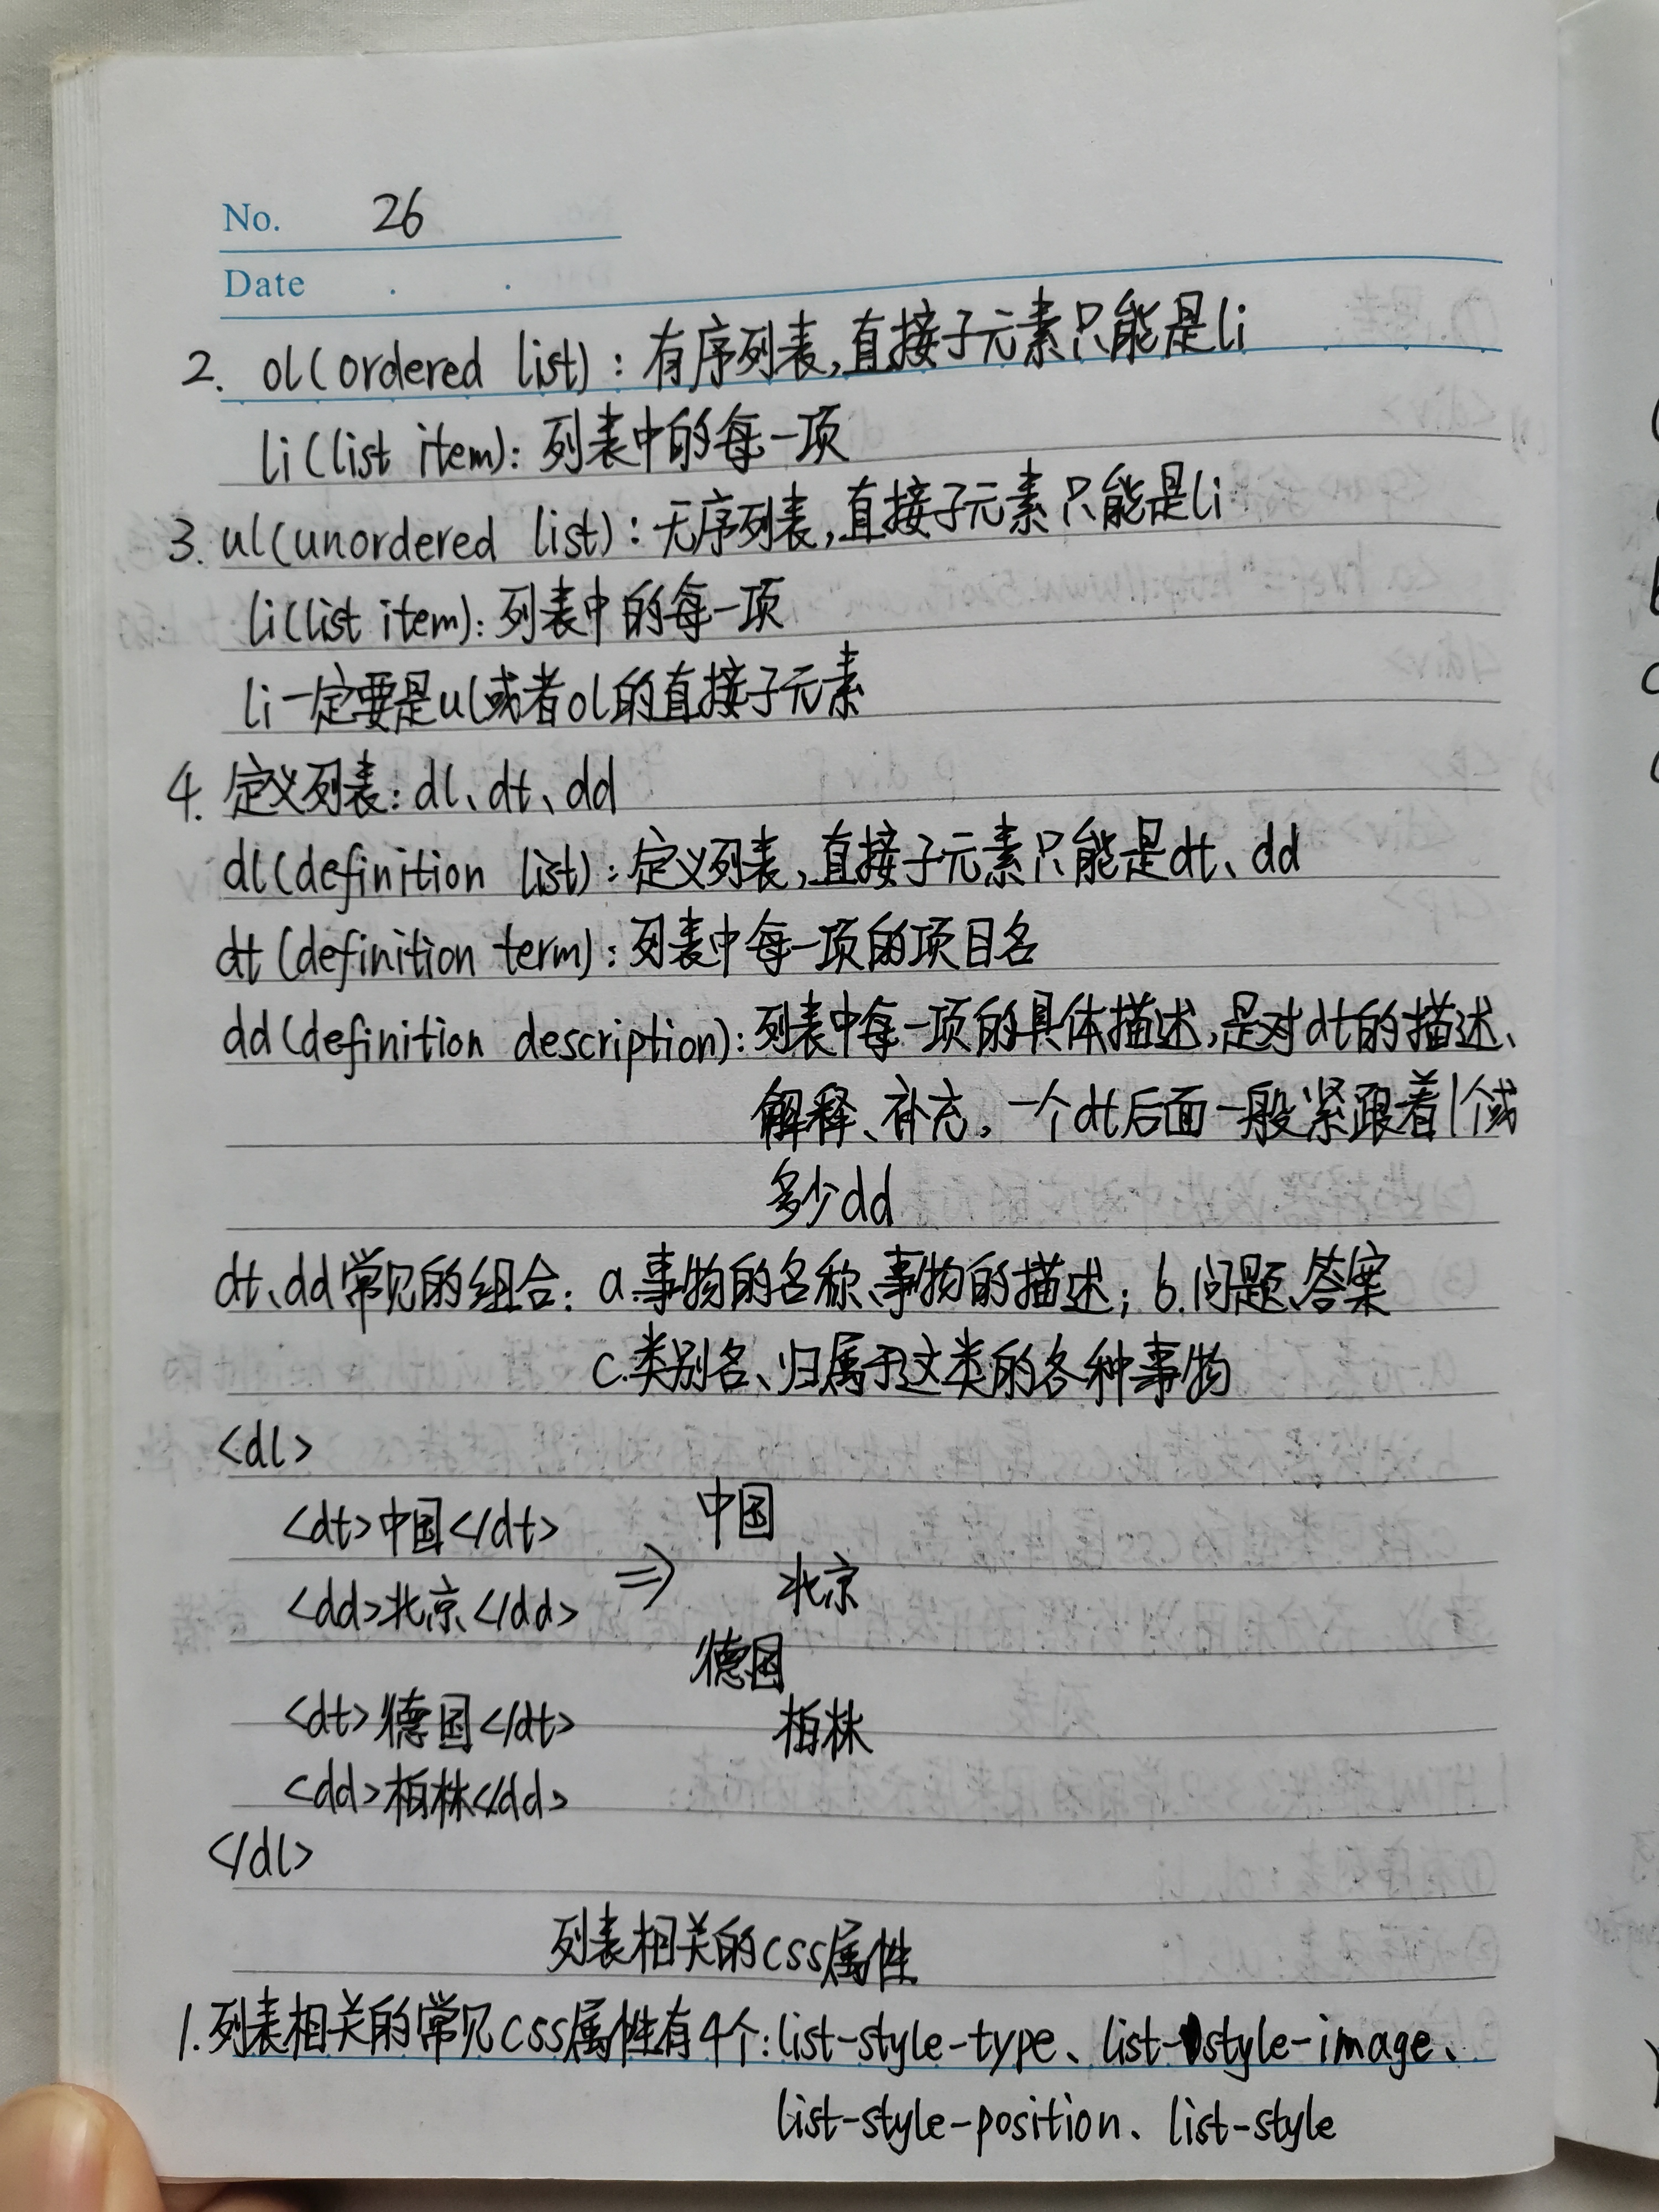 No. 26
Date . .
2. ol(ordered list)：有序列表,直接子元素只能是li
li(list item)：列表中的每一项
3. ul(unordered list)：无序列表,直接子元素只能是li
li(list item)：列表中的每一项
li一定要是ul或者ol的直接子元素
4. 定义列表：dl、dt、dd
dl(definition list)：定义列表,直接子元素只能是dt、dd
dt(definition term)：列表中每一项的项目名
dd(definition description)：列表中每一项的具体描述,是对dt的描述、
解释、补充,一个dt后面一般紧跟着1个或
多少dd
dt、dd常见的组合：a.事物的名称、事物的描述；b.问题、答案
c.类别名、归属于这类的各种事物
<dl>
<dt>中国</dt> 中国
<dd>北京</dd> ⇒ 北京
德国
<dt>德国</dt> 柏林
<dd>柏林</dd>
</dl>
列表相关的css属性
1.列表相关的常见css属性有4个：list-style-type、list-style-image、
list-style-position、list-style